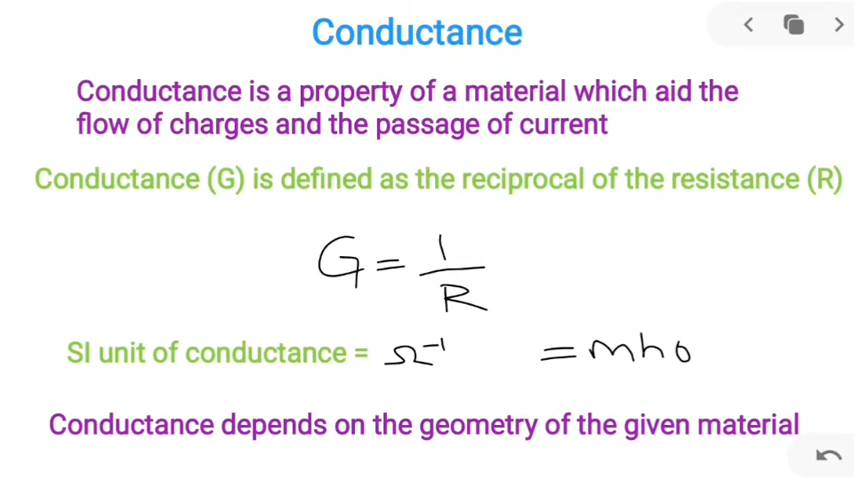 Conductance
Conductance is a property of a material which aid the
flow of charges and the passage of current
Conductance (G) is defined as the reciprocal of the resistance (R)
G = 1/R
SI unit of conductance = Ω⁻¹ = mho
Conductance depends on the geometry of the given material